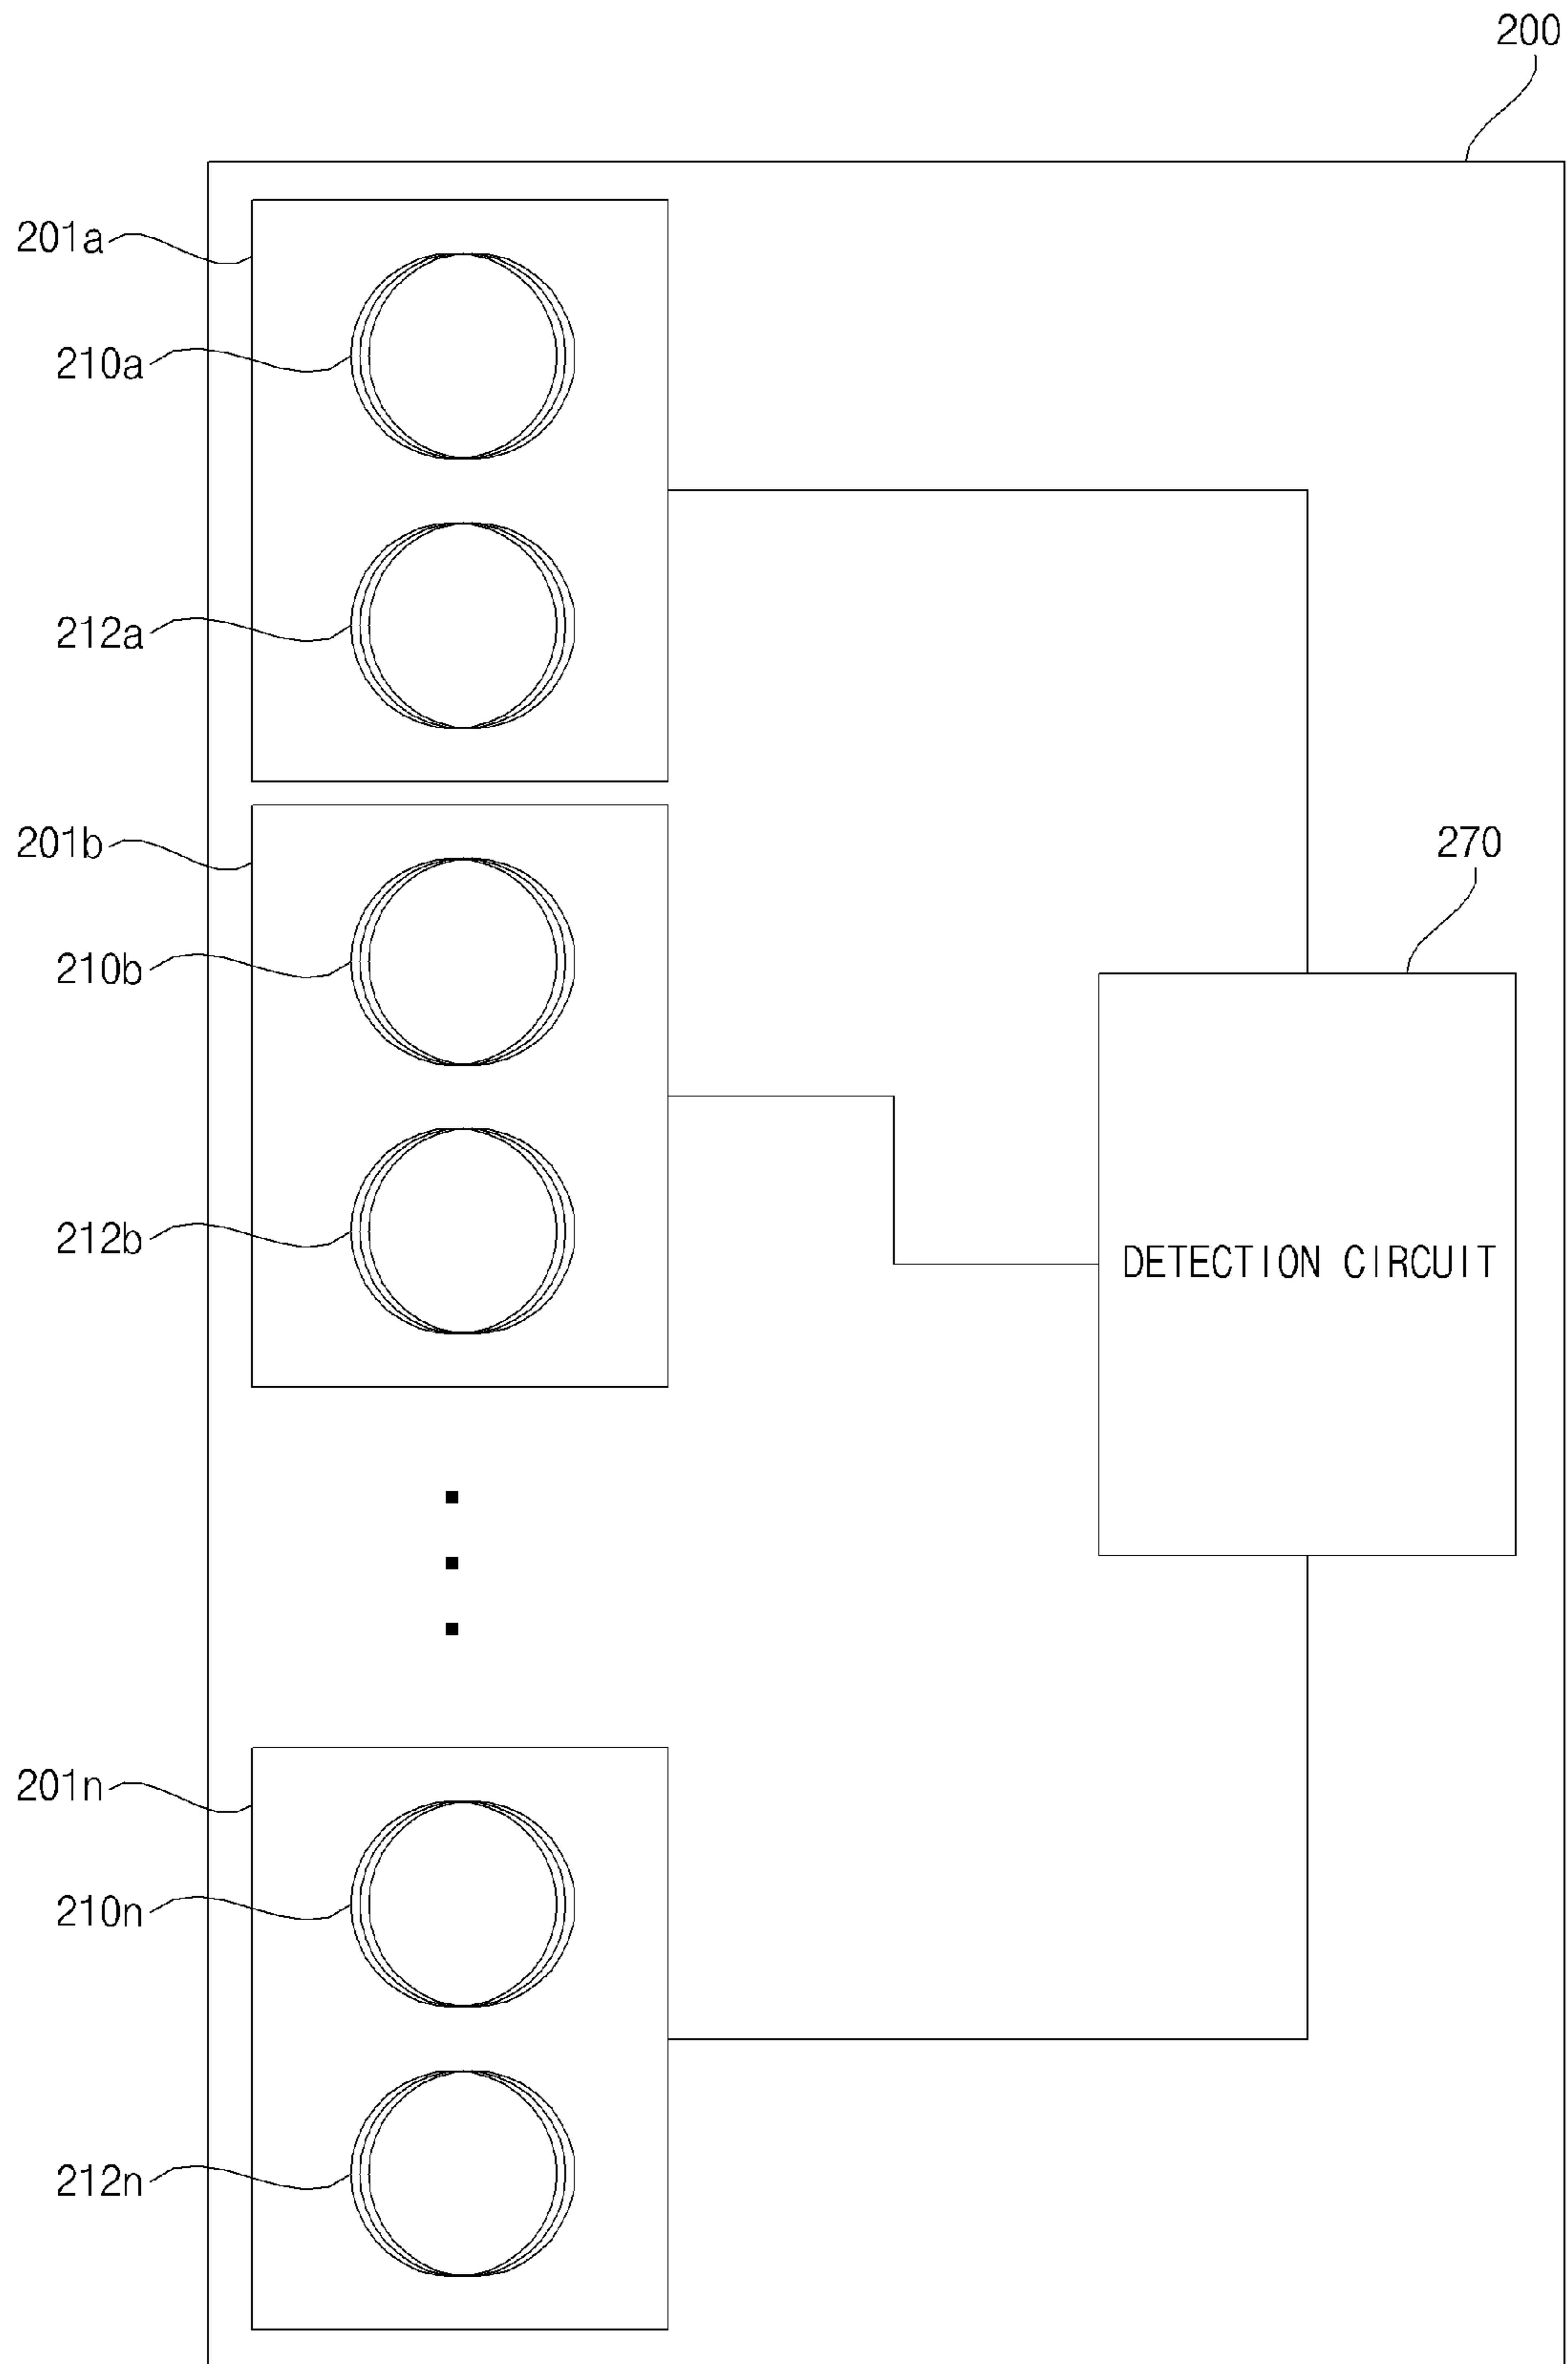 200
201a
210a
212a
201b
270
210b
212b
DETECTION CIRCUIT
201n
210n
212n